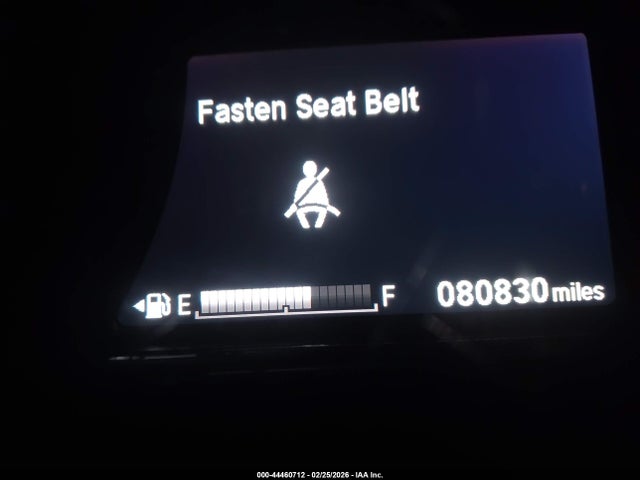 Fasten Seat Belt
E F 080830 miles
000-44460712 - 02/25/2026 - IAA Inc.